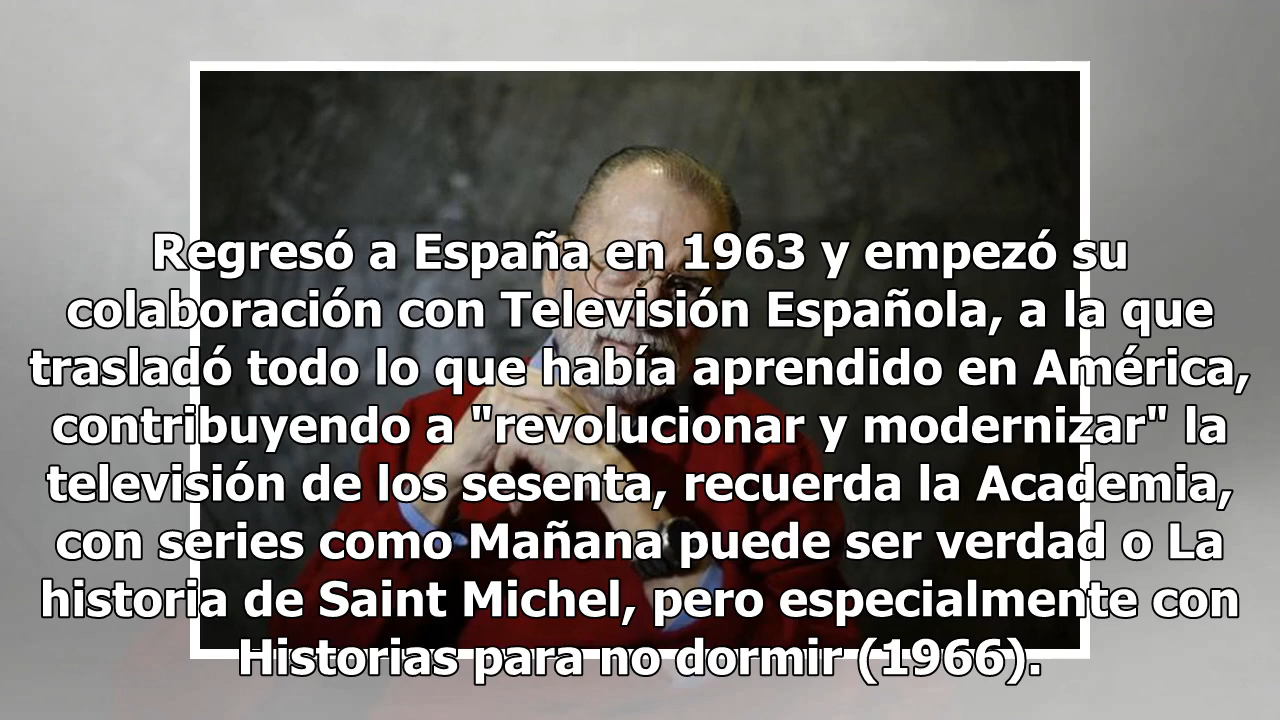 Regresó a España en 1963 y empezó su
colaboración con Televisión Española, a la que
trasladó todo lo que había aprendido en América,
contribuyendo a "revolucionar y modernizar" la
televisión de los sesenta, recuerda la Academia,
con series como Mañana puede ser verdad o La
historia de Saint Michel, pero especialmente con
Historias para no dormir (1966).